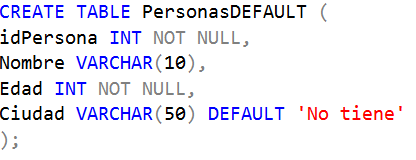 CREATE TABLE PersonasDEFAULT (
idPersona INT NOT NULL,
Nombre VARCHAR(10),
Edad INT NOT NULL,
Ciudad VARCHAR(50) DEFAULT 'No tiene'
);